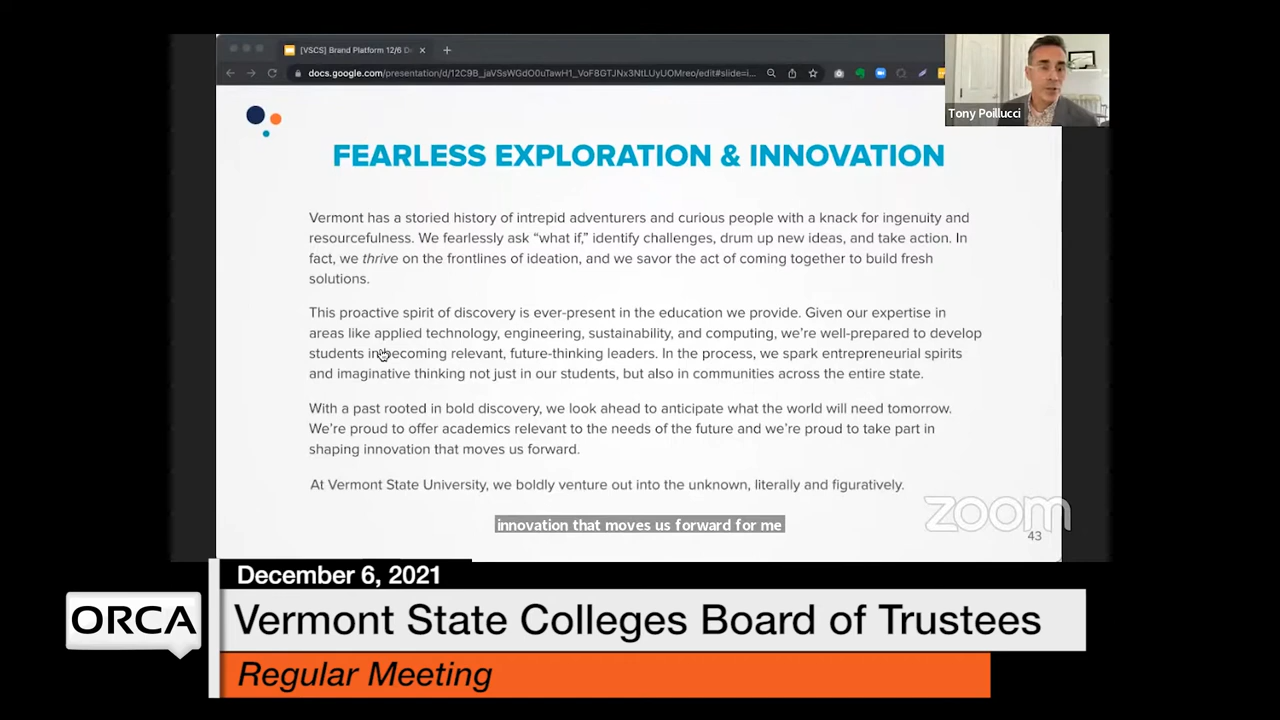 [VSCS] Brand Platform 12/6 D
docs.google.com/presentation/d/12C9B_jaVSsWGdO0uTawH1_VoF8GTJNx3NtLUyUOMreo/edit#slide=i...
Tony Poillucci
FEARLESS EXPLORATION & INNOVATION
Vermont has a storied history of intrepid adventurers and curious people with a knack for ingenuity and
resourcefulness. We fearlessly ask “what if,” identify challenges, drum up new ideas, and take action. In
fact, we thrive on the frontlines of ideation, and we savor the act of coming together to build fresh
solutions.
This proactive spirit of discovery is ever-present in the education we provide. Given our expertise in
areas like applied technology, engineering, sustainability, and computing, we’re well-prepared to develop
students in becoming relevant, future-thinking leaders. In the process, we spark entrepreneurial spirits
and imaginative thinking not just in our students, but also in communities across the entire state.
With a past rooted in bold discovery, we look ahead to anticipate what the world will need tomorrow.
We’re proud to offer academics relevant to the needs of the future and we’re proud to take part in
shaping innovation that moves us forward.
At Vermont State University, we boldly venture out into the unknown, literally and figuratively.
innovation that moves us forward for me
zoom
43
December 6, 2021
ORCA
Vermont State Colleges Board of Trustees
Regular Meeting